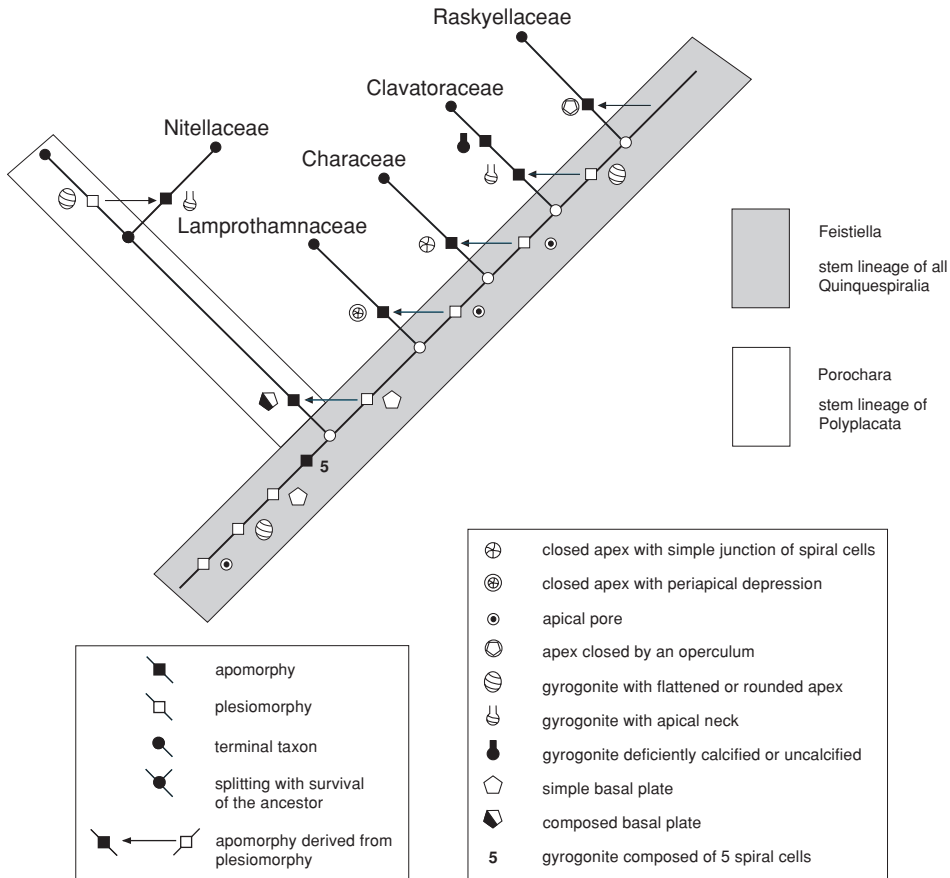 Raskyellaceae
Clavatoraceae
Nitellaceae
Characeae
Lamprothamnaceae
5
Feistiella
stem lineage of all
Quinquespiralia
Porochara
stem lineage of
Polyplacata
apomorphy
plesiomorphy
terminal taxon
splitting with survival
of the ancestor
apomorphy derived from
plesiomorphy
closed apex with simple junction of spiral cells
closed apex with periapical depression
apical pore
apex closed by an operculum
gyrogonite with flattened or rounded apex
gyrogonite with apical neck
gyrogonite deficiently calcified or uncalcified
simple basal plate
composed basal plate
5 gyrogonite composed of 5 spiral cells